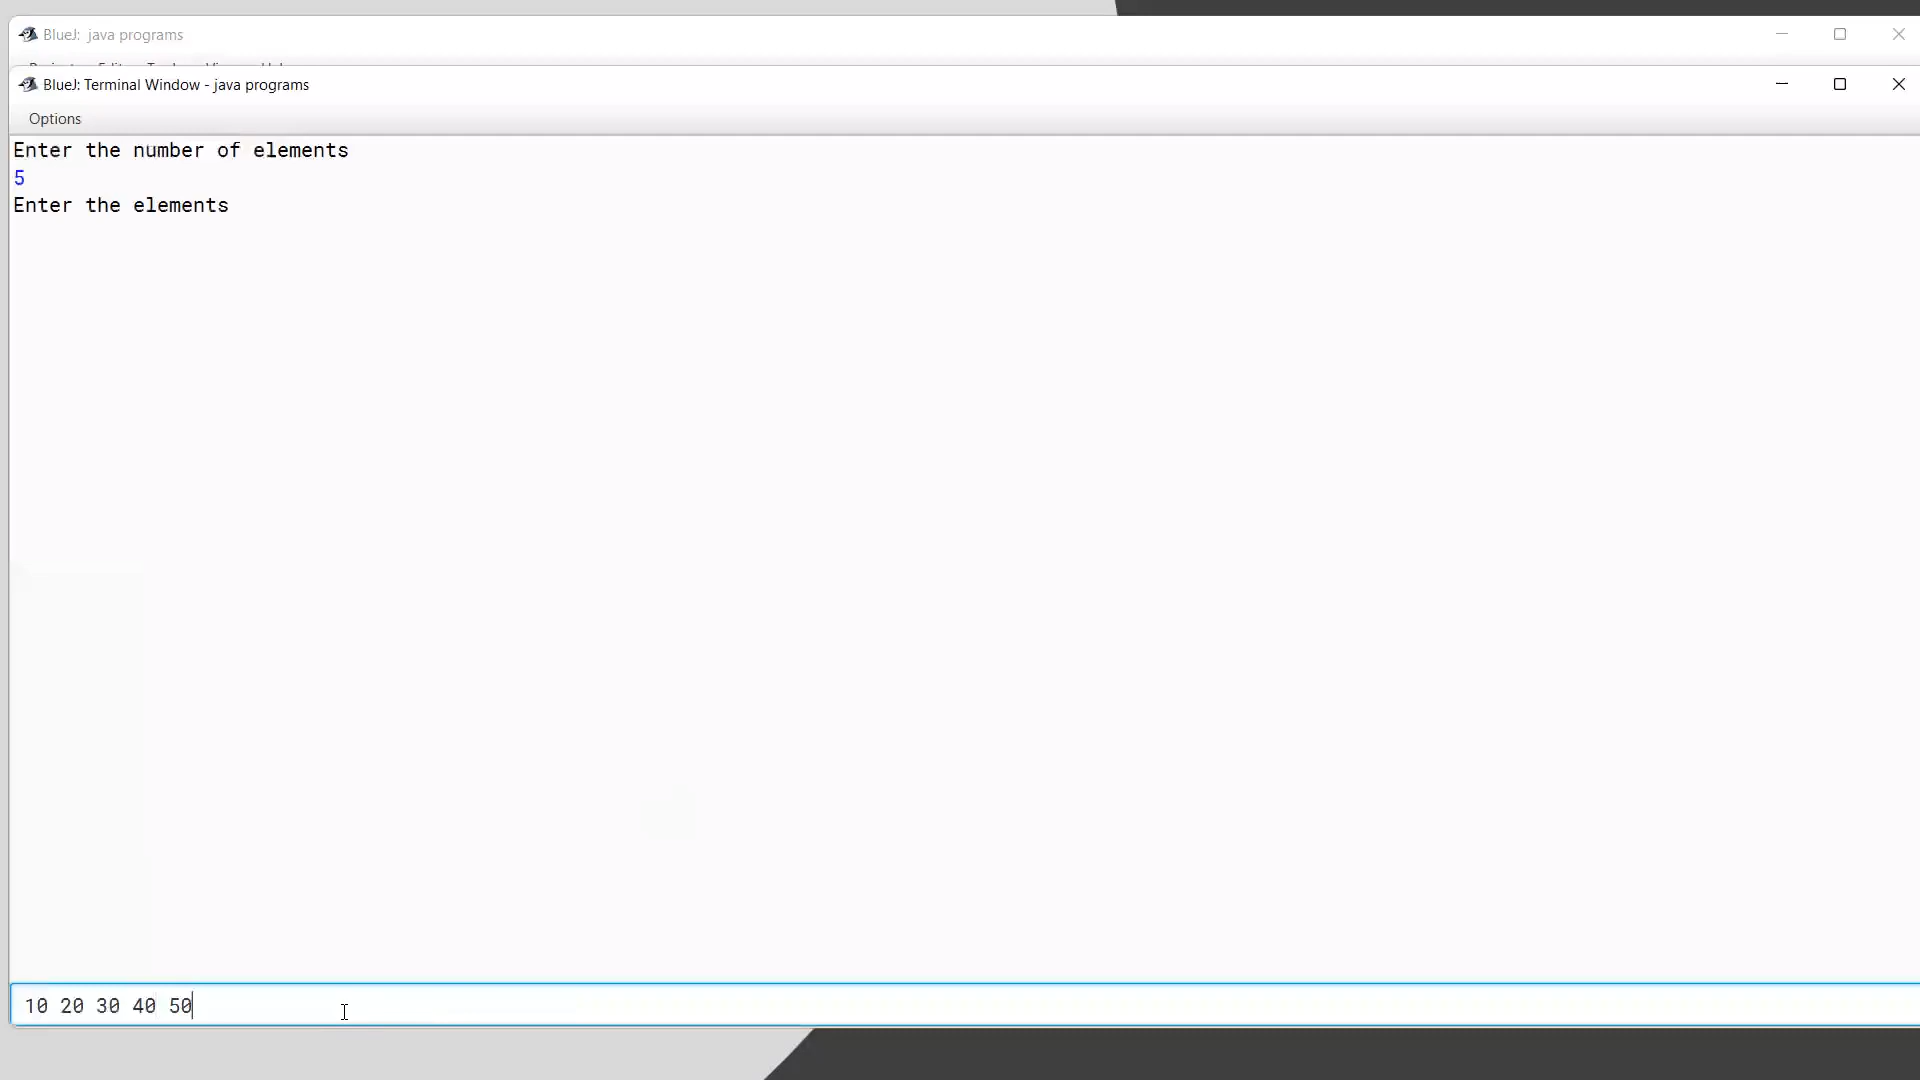 BlueJ: java programs
BlueJ: Terminal Window - java programs
Options
Enter the number of elements
5
Enter the elements
10 20 30 40 50